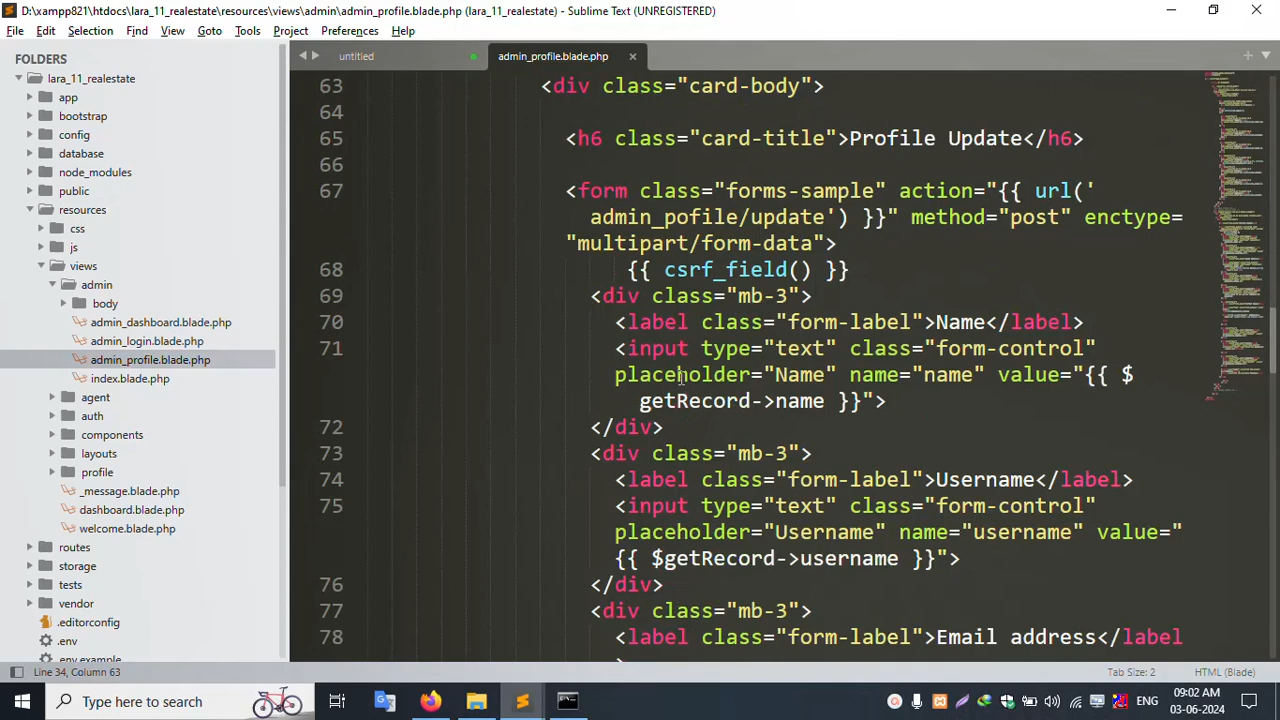 D:\xampp821\htdocs\lara_11_realestate\resources\views\admin\admin_profile.blade.php (lara_11_realestate) - Sublime Text (UNREGISTERED)
File Edit Selection Find View Goto Tools Project Preferences Help
FOLDERS
lara_11_realestate
app
bootstrap
config
database
node_modules
public
resources
css
js
views
admin
body
admin_dashboard.blade.php
admin_login.blade.php
admin_profile.blade.php
index.blade.php
agent
auth
components
layouts
profile
_message.blade.php
dashboard.blade.php
welcome.blade.php
routes
storage
tests
vendor
.editorconfig
.env
.env.example
untitled
admin_profile.blade.php
63 <div class="card-body">
64
65 <h6 class="card-title">Profile Update</h6>
66
67 <form class="forms-sample" action="{{ url('
admin_pofile/update') }}" method="post" enctype=
"multipart/form-data">
68 {{ csrf_field() }}
69 <div class="mb-3">
70 <label class="form-label">Name</label>
71 <input type="text" class="form-control"
placeholder="Name" name="name" value="{{ $
getRecord->name }}">
72 </div>
73 <div class="mb-3">
74 <label class="form-label">Username</label>
75 <input type="text" class="form-control"
placeholder="Username" name="username" value="
{{ $getRecord->username }}">
76 </div>
77 <div class="mb-3">
78 <label class="form-label">Email address</label
>
Line 34, Column 63
Tab Size: 2
HTML (Blade)
Type here to search
ENG
09:02 AM
03-06-2024